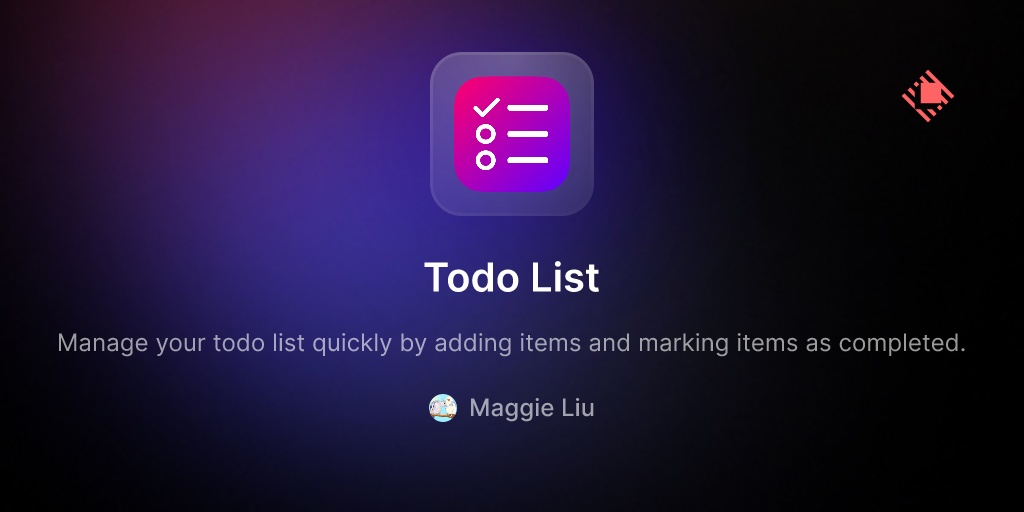 Todo List
Manage your todo list quickly by adding items and marking items as completed.
Maggie Liu